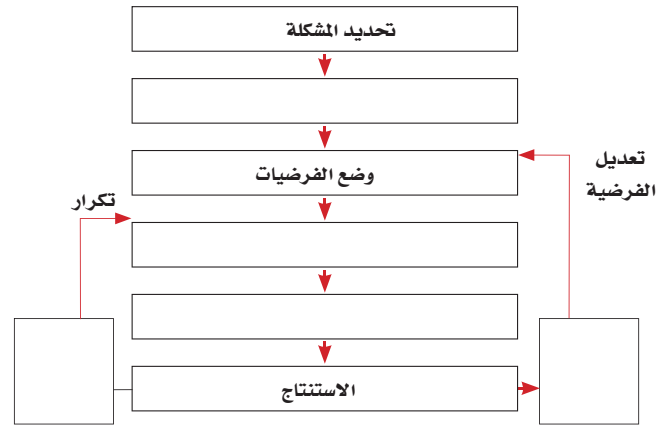 تحديد المشكلة
وضع الفرضيات
تعديل
الفرضية
تكرار
الاستنتاج